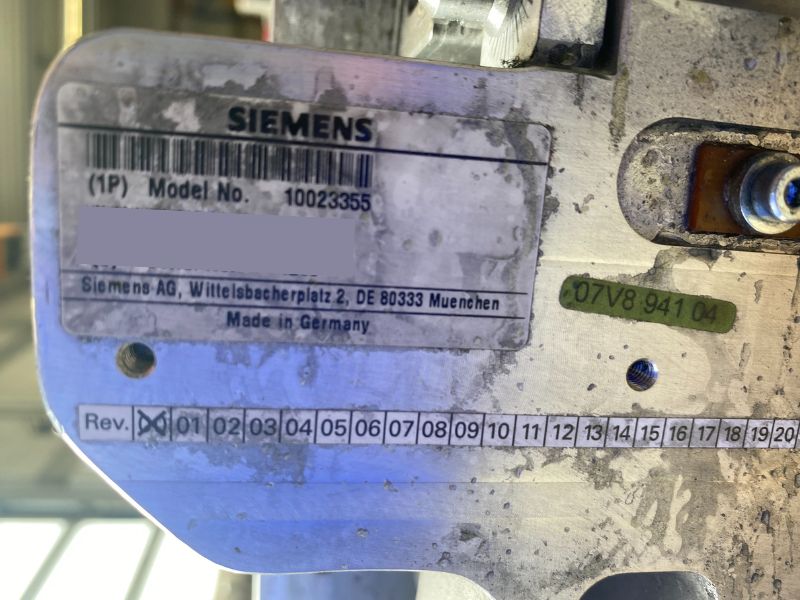 SIEMENS
(1P) Model No. 10023355
Siemens AG, Wittelsbacherplatz 2, DE 80333 Muenchen
Made in Germany
07V8 941 04
Rev. 01 02 03 04 05 06 07 08 09 10 11 12 13 14 15 16 17 18 19 20